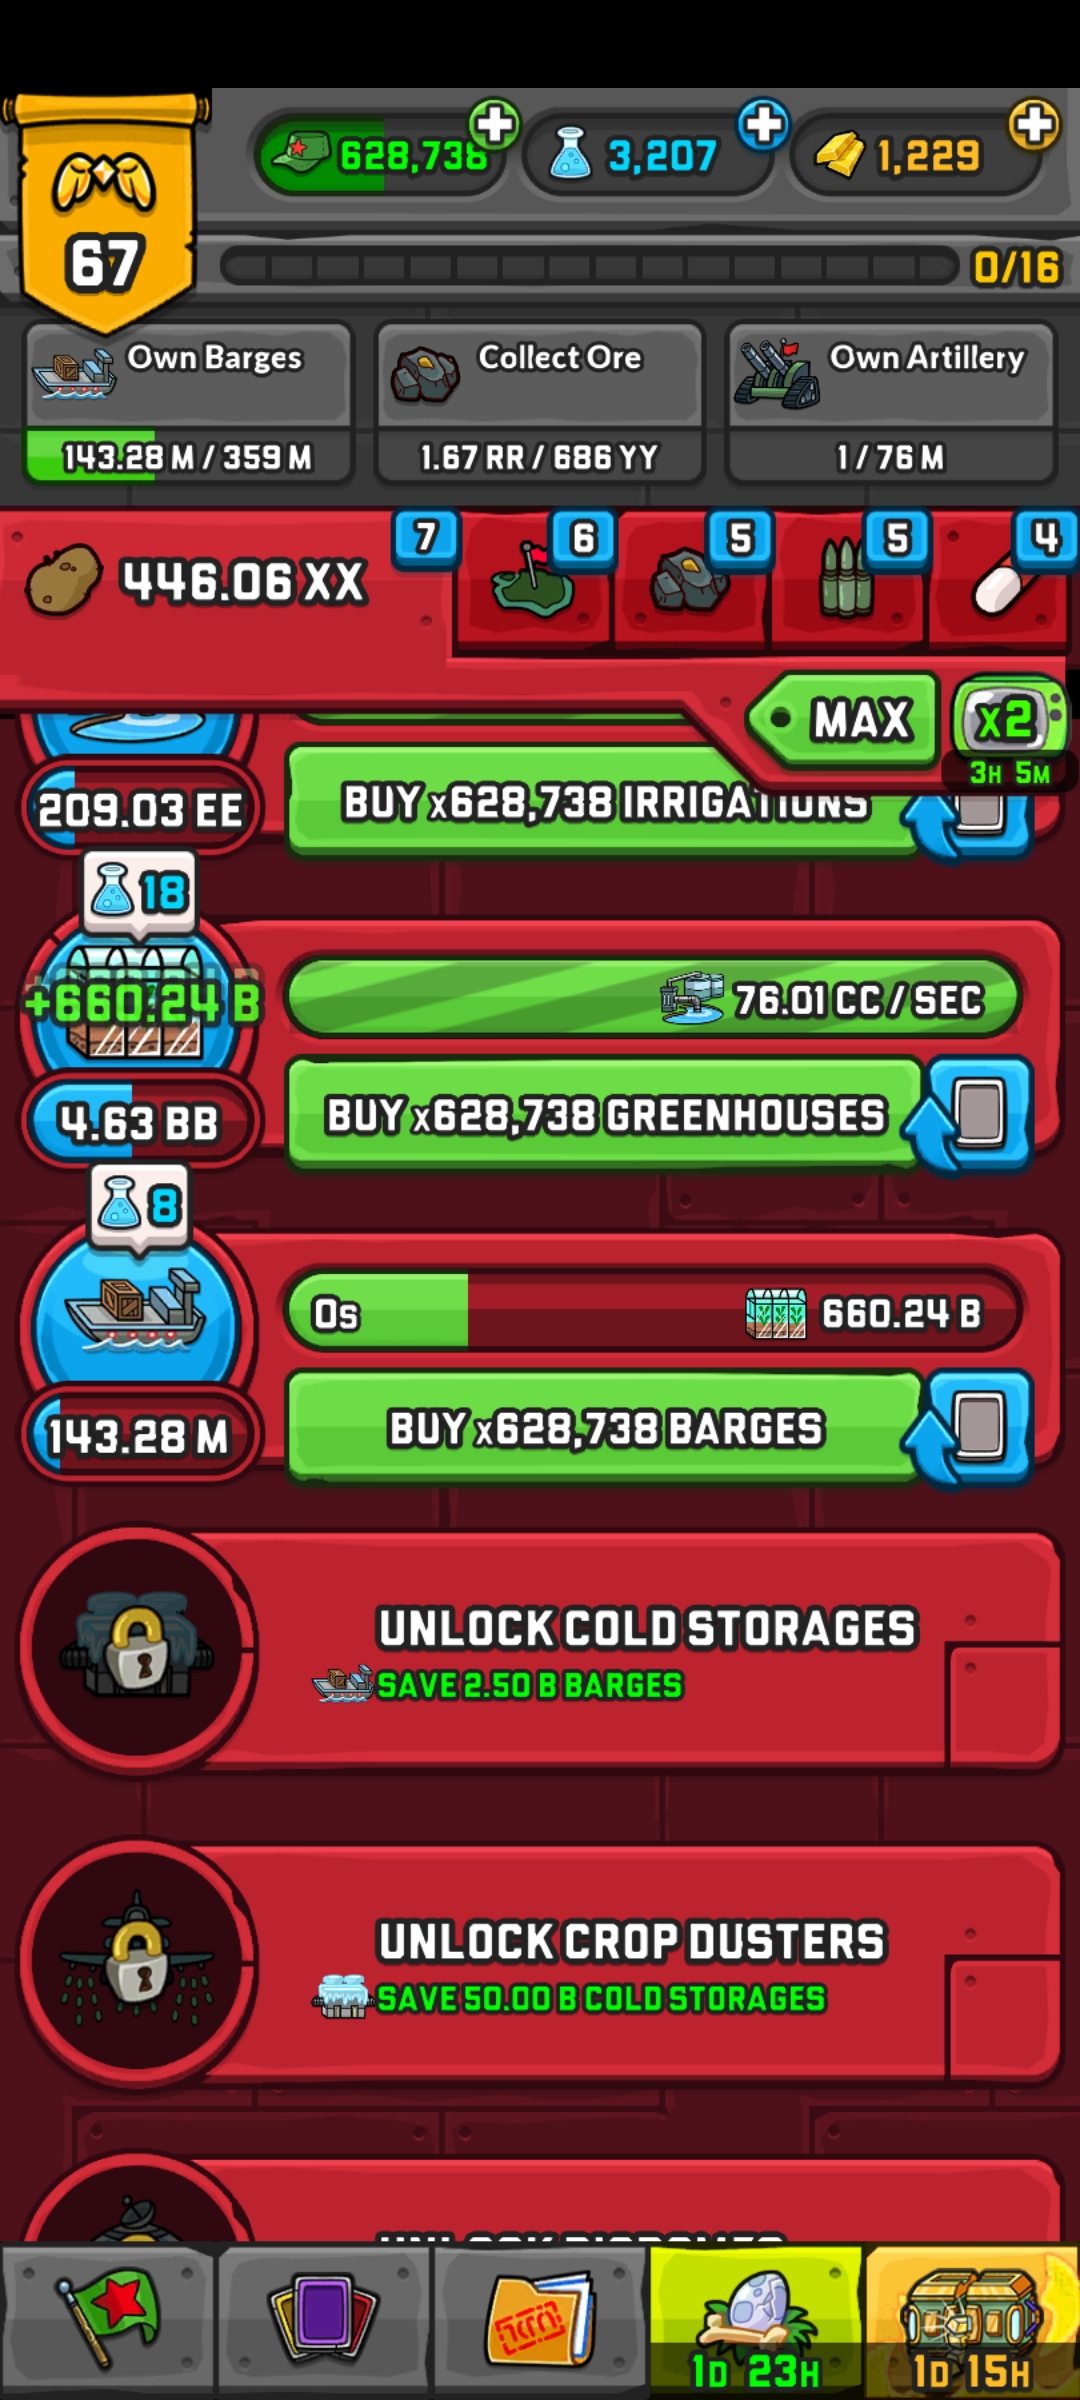 628,738
3,207
1,229
67
0/16
Own Barges
143.28 M / 359 M
Collect Ore
1.67 RR / 686 YY
Own Artillery
1 / 76 M
446.06 XX
7
6
5
5
4
MAX
x2
3H 5M
209.03 EE
BUY x628,738 IRRIGATIONS
18
+660.24 B
76.01 CC / SEC
4.63 BB
BUY x628,738 GREENHOUSES
8
0s
660.24 B
143.28 M
BUY x628,738 BARGES
UNLOCK COLD STORAGES
SAVE 2.50 B BARGES
UNLOCK CROP DUSTERS
SAVE 50.00 B COLD STORAGES
1D 23H
1D 15H